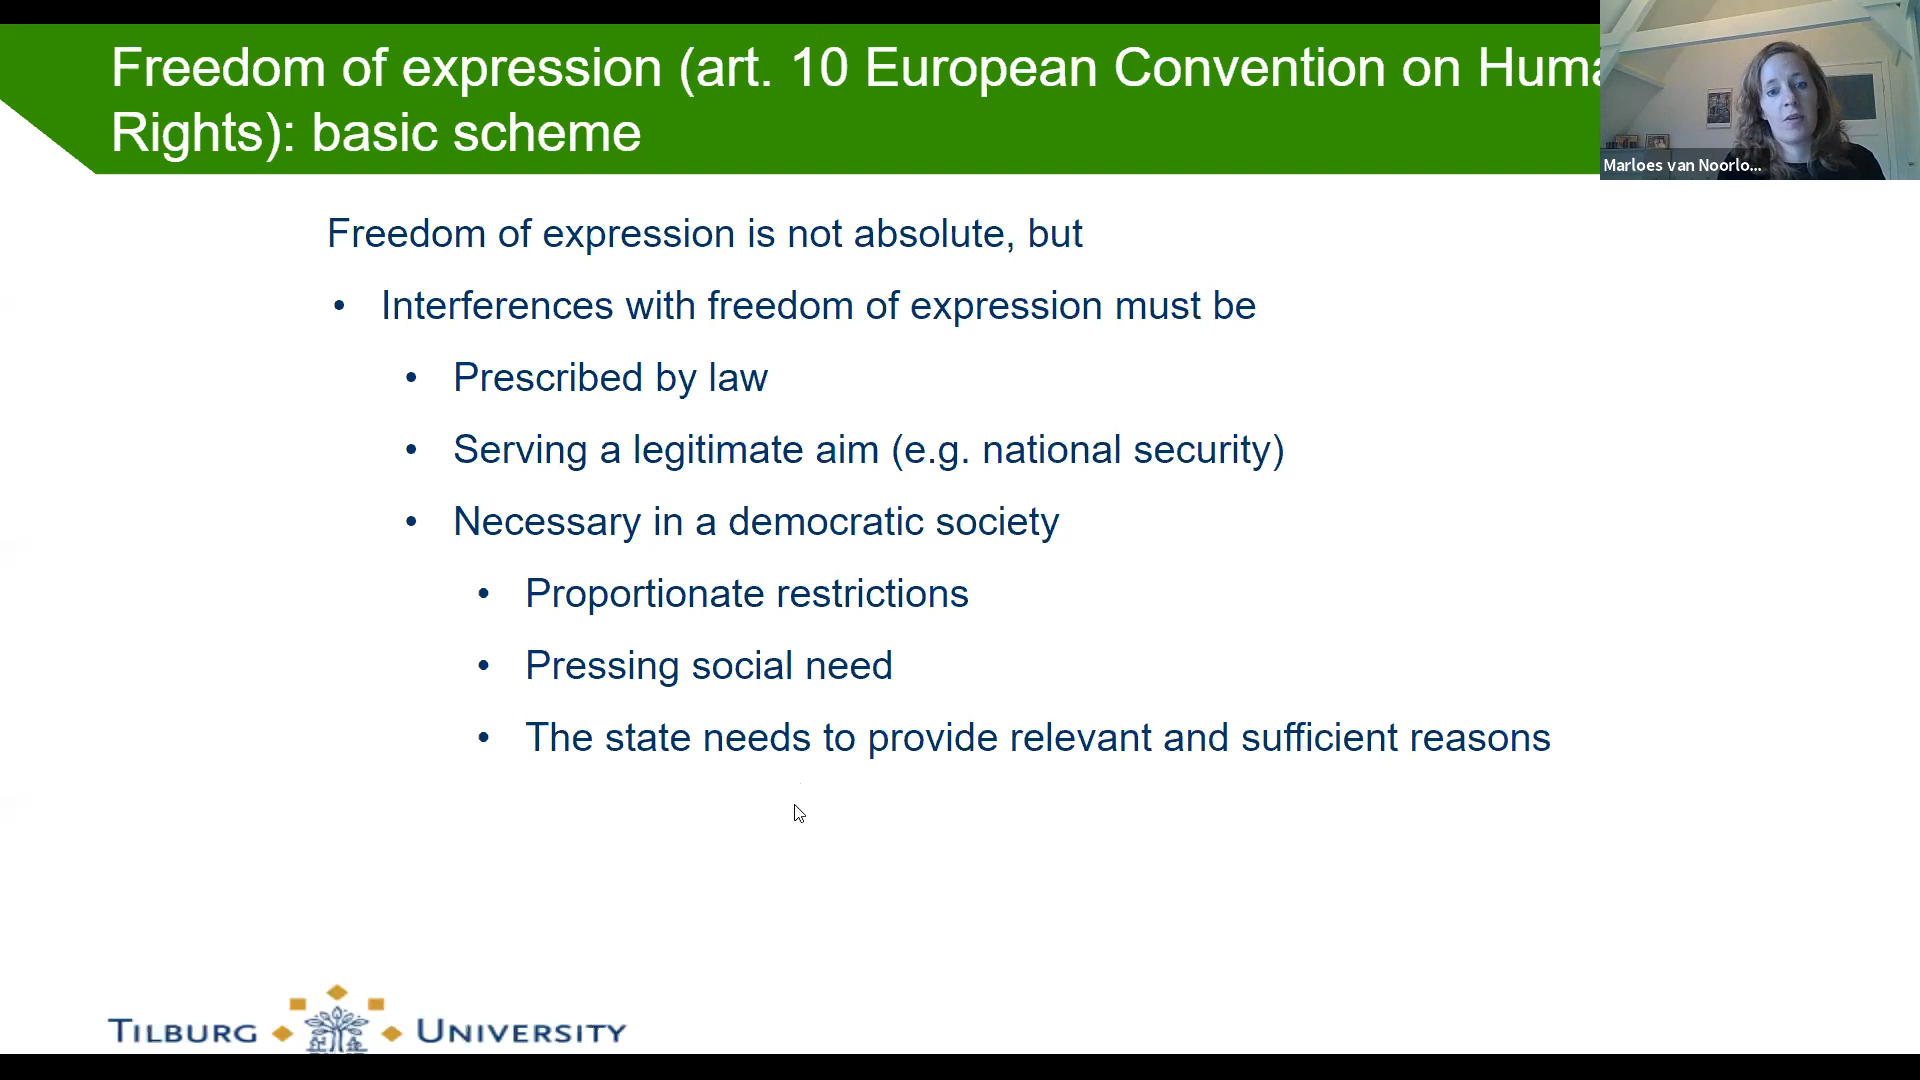 Freedom of expression (art. 10 European Convention on Huma
Rights): basic scheme
Marloes van Noorlo...
Freedom of expression is not absolute, but
• Interferences with freedom of expression must be
• Prescribed by law
• Serving a legitimate aim (e.g. national security)
• Necessary in a democratic society
• Proportionate restrictions
• Pressing social need
• The state needs to provide relevant and sufficient reasons
TILBURG UNIVERSITY